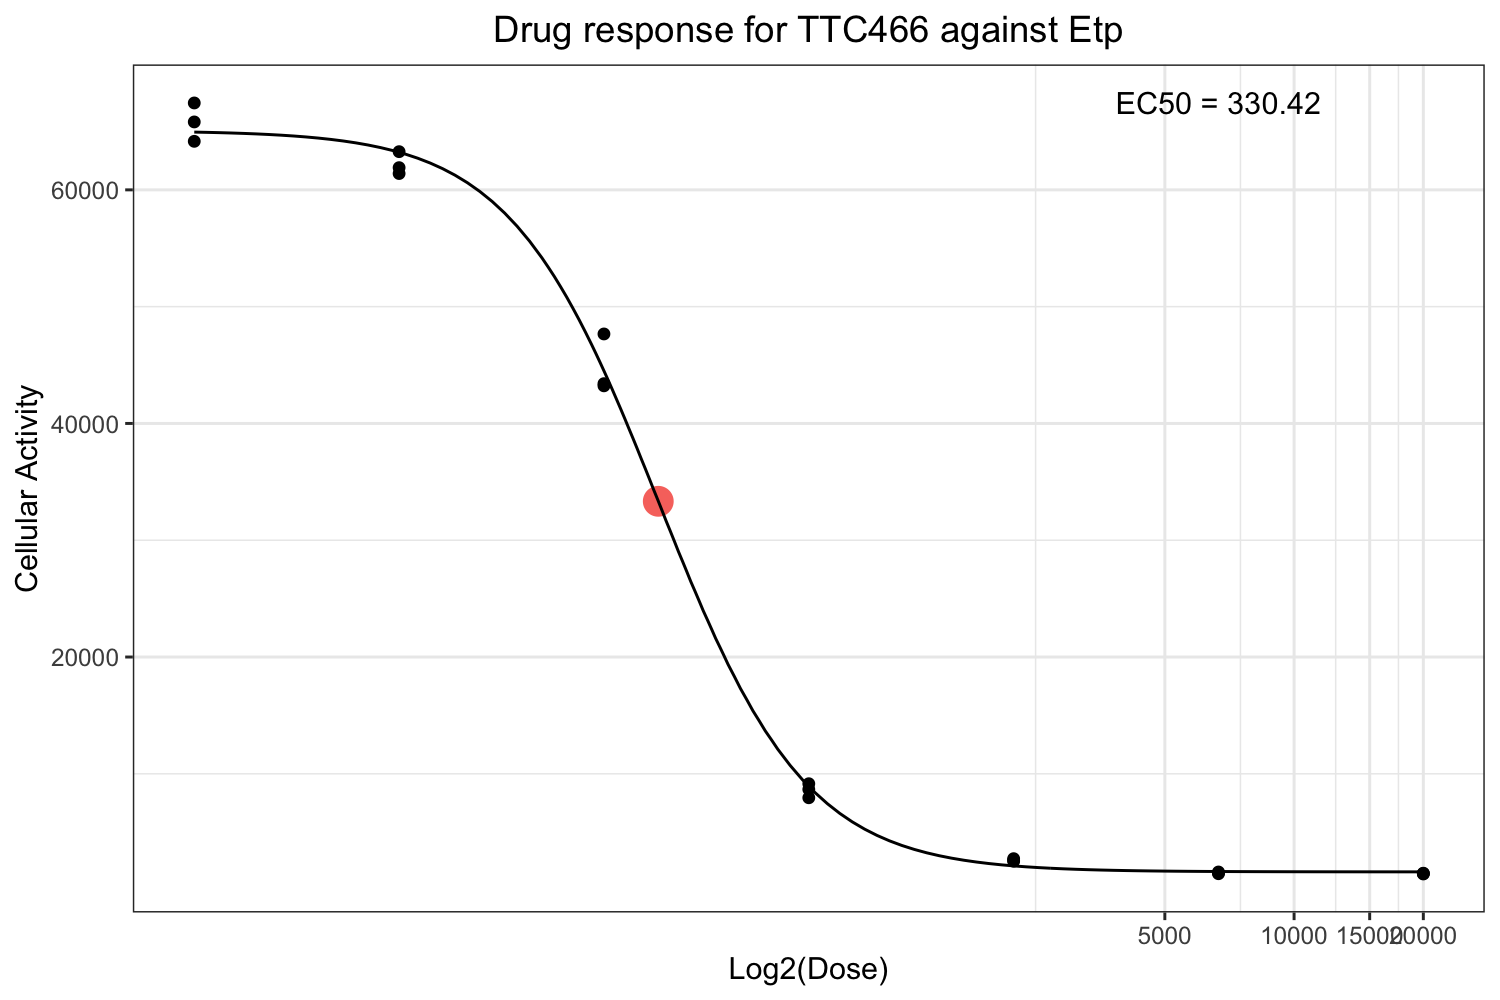 Drug response for TTC466 against Etp
EC50 = 330.42
60000
40000
20000
Cellular Activity
5000 10000 15000 20000
Log2(Dose)